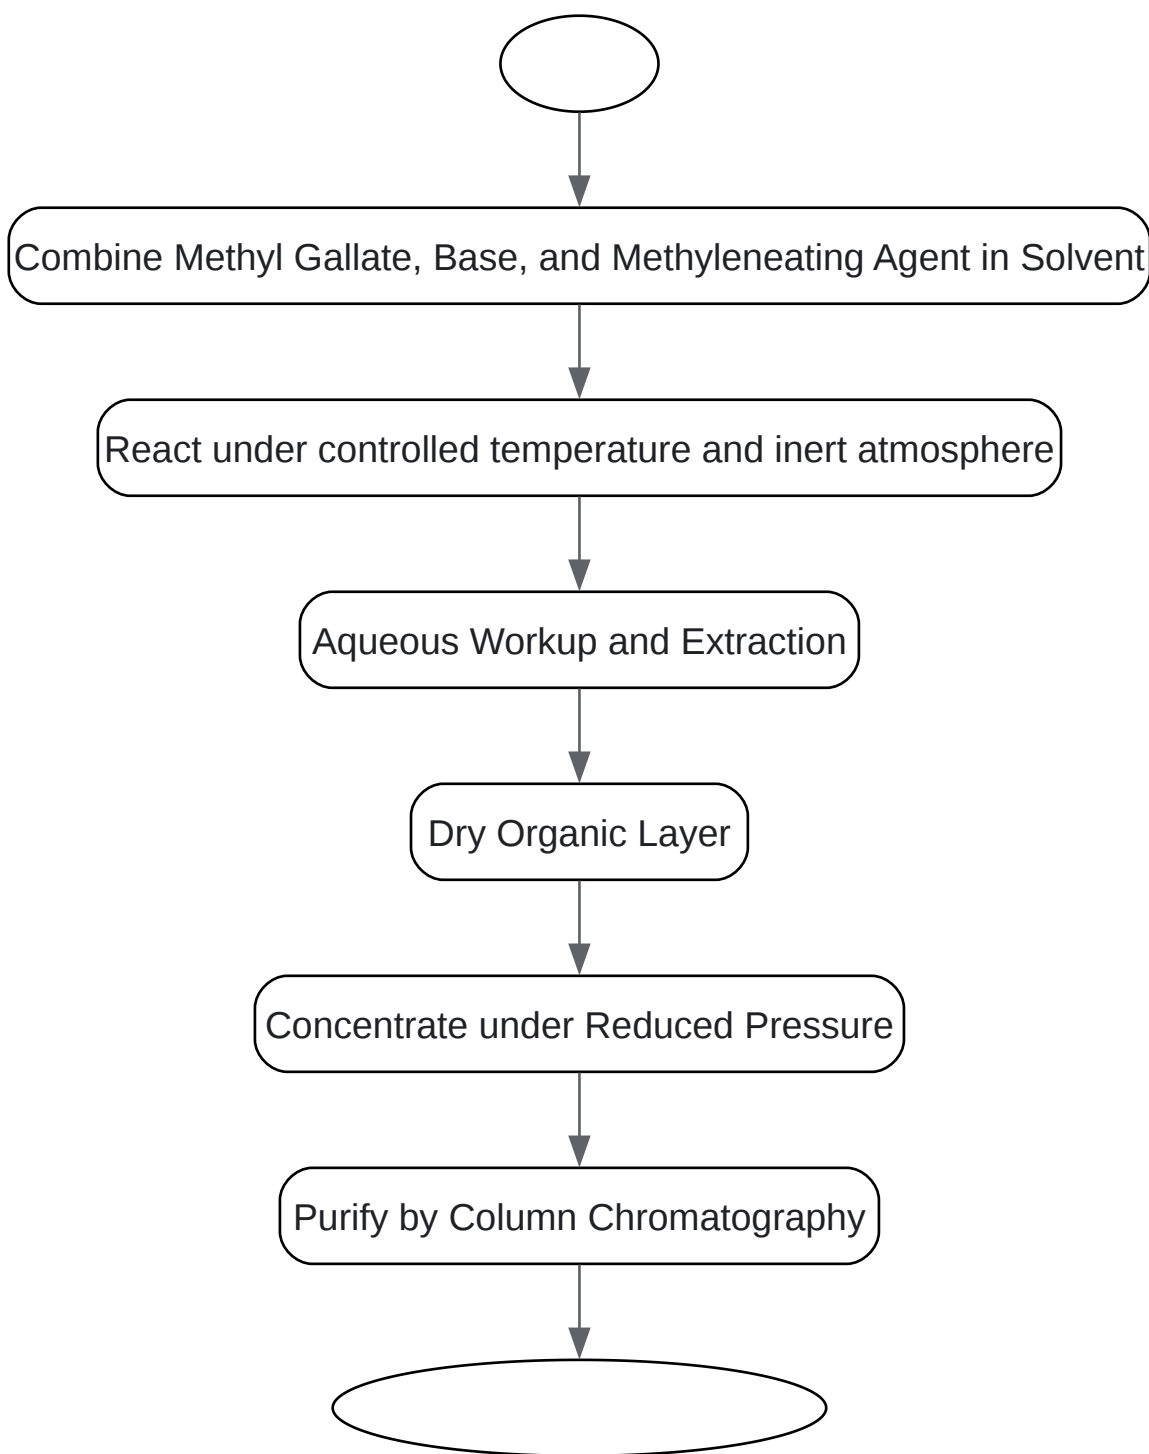 Combine Methyl Gallate, Base, and Methyleneating Agent in Solvent
React under controlled temperature and inert atmosphere
Aqueous Workup and Extraction
Dry Organic Layer
Concentrate under Reduced Pressure
Purify by Column Chromatography